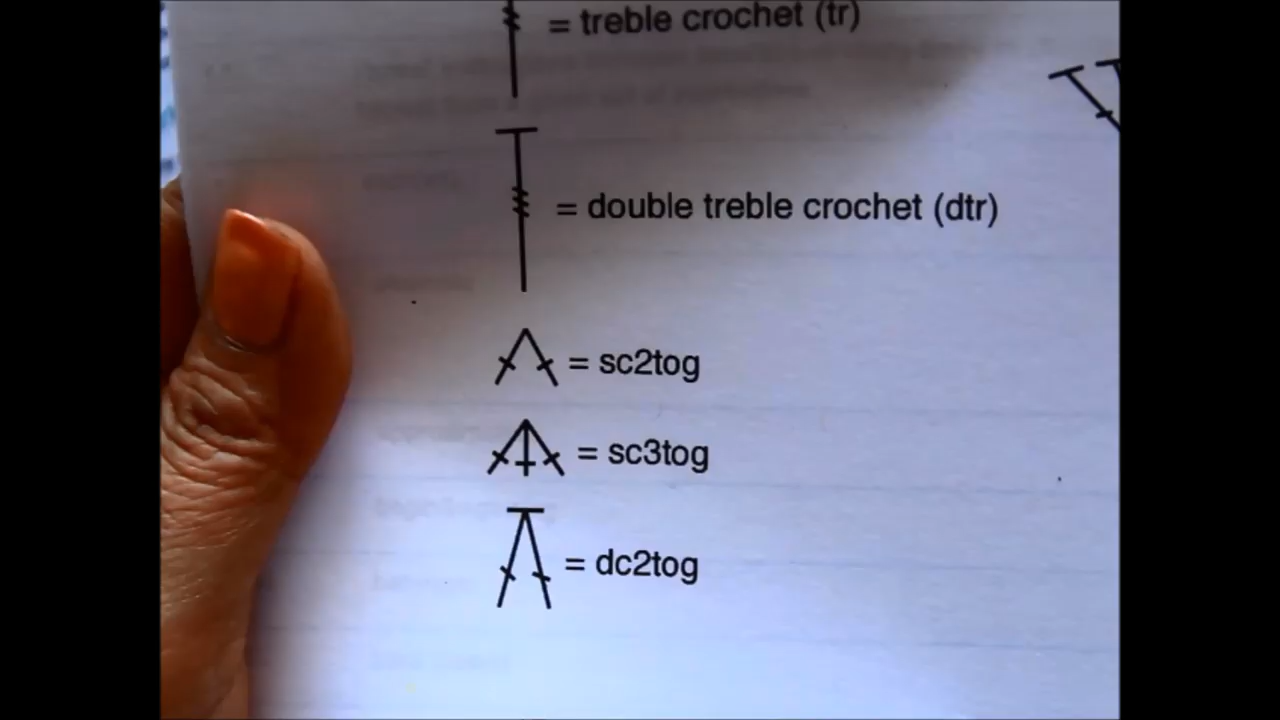 = treble crochet (tr)
= double treble crochet (dtr)
= sc2tog
= sc3tog
= dc2tog